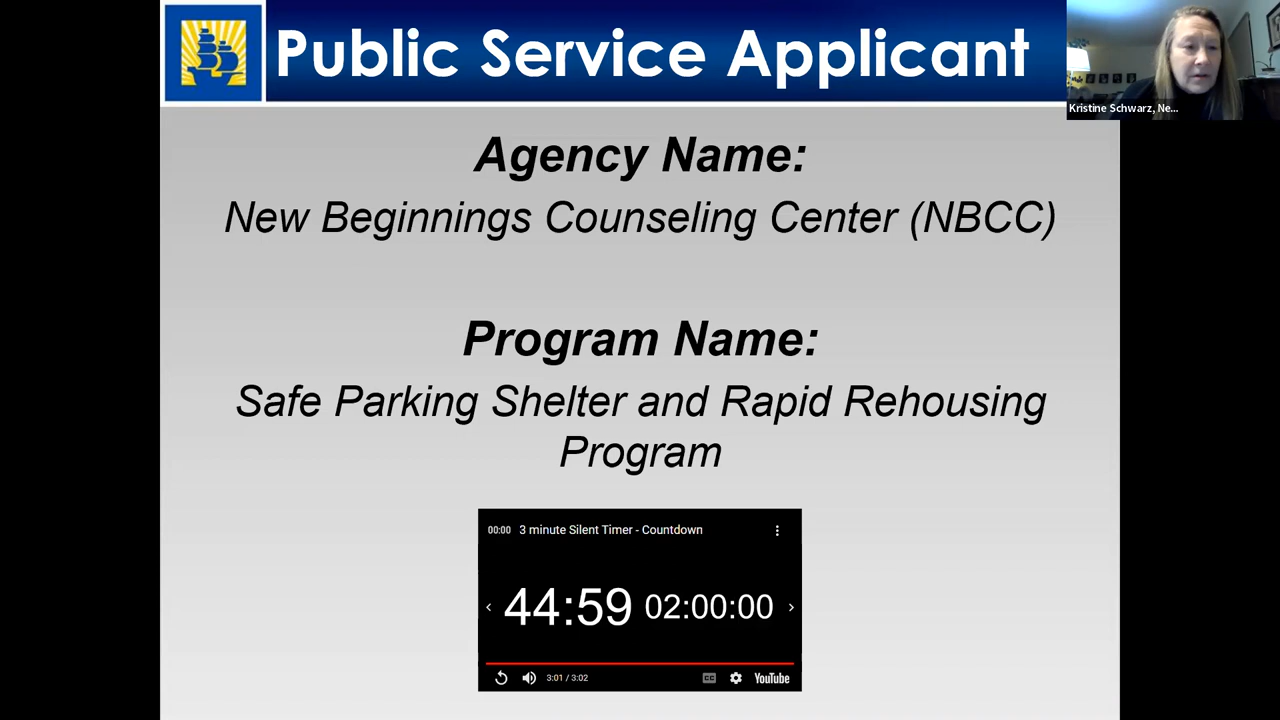 Public Service Applicant
Kristine Schwarz, Ne...
Agency Name:
New Beginnings Counseling Center (NBCC)
Program Name:
Safe Parking Shelter and Rapid Rehousing
Program
00:00 3 minute Silent Timer - Countdown
44:59 02:00:00
3:01 / 3:02 CC YouTube